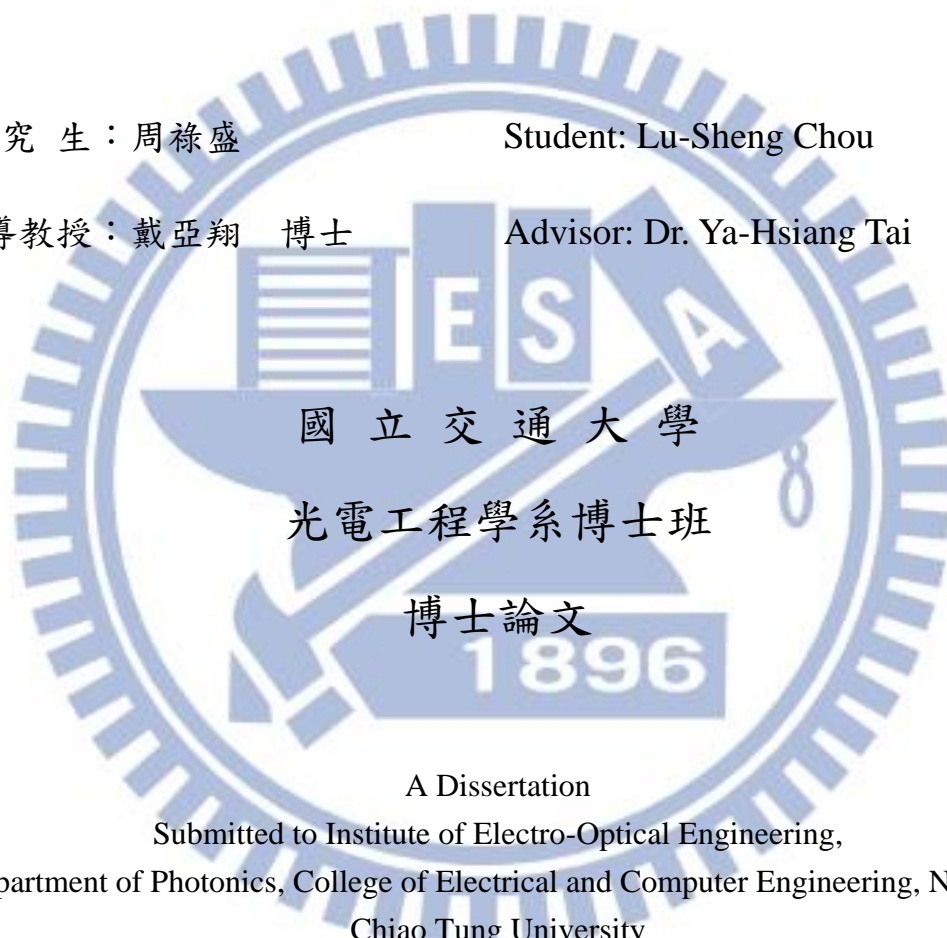 究 生：周祿盛 Student: Lu-Sheng Chou
導教授：戴亞翔 博士 Advisor: Dr. Ya-Hsiang Tai
E S A
國 立 交 通 大 學
光電工程學系博士班
博士論文
1896
A Dissertation
Submitted to Institute of Electro-Optical Engineering,
partment of Photonics, College of Electrical and Computer Engineering, N
Chiao Tung University